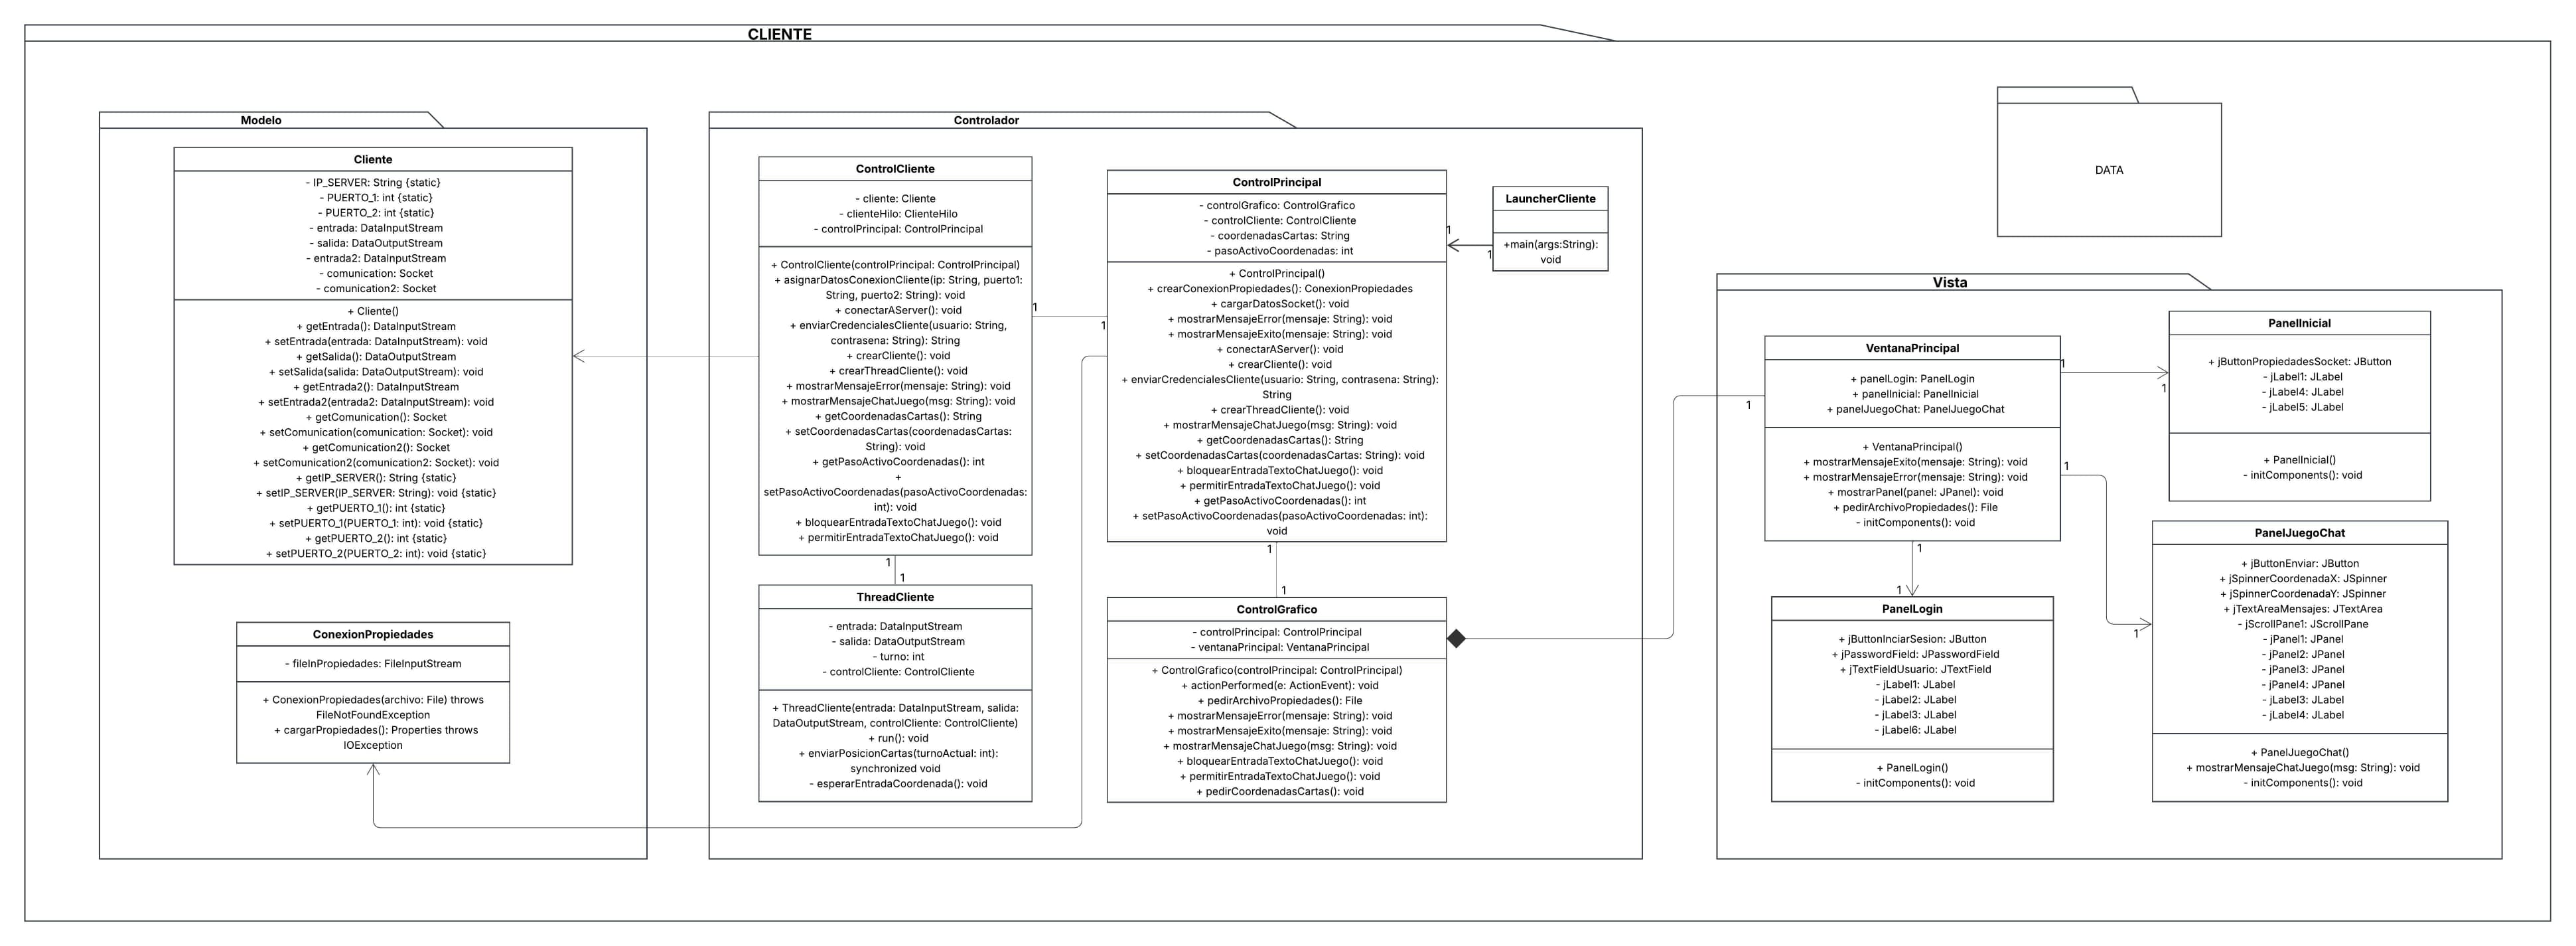 CLIENTE
Modelo
Cliente
- IP_SERVER: String {static}
- PUERTO_1: int {static}
- PUERTO_2: int {static}
- entrada: DataInputStream
- salida: DataOutputStream
- entrada2: DataInputStream
- comunication: Socket
- comunication2: Socket
+ Cliente()
+ getEntrada(): DataInputStream
+ setEntrada(entrada: DataInputStream): void
+ getSalida(): DataOutputStream
+ setSalida(salida: DataOutputStream): void
+ getEntrada2(): DataInputStream
+ setEntrada2(entrada2: DataInputStream): void
+ getComunication(): Socket
+ setComunication(comunication: Socket): void
+ getComunication2(): Socket
+ setComunication2(comunication2: Socket): void
+ getIP_SERVER(): String {static}
+ setIP_SERVER(IP_SERVER: String): void {static}
+ getPUERTO_1(): int {static}
+ setPUERTO_1(PUERTO_1: int): void {static}
+ getPUERTO_2(): int {static}
+ setPUERTO_2(PUERTO_2: int): void {static}
ConexionPropiedades
- fileInPropiedades: FileInputStream
+ ConexionPropiedades(archivo: File) throws
FileNotFoundException
+ cargarPropiedades(): Properties throws
IOException
Controlador
ControlCliente
- cliente: Cliente
- clienteHilo: ClienteHilo
- controlPrincipal: ControlPrincipal
+ ControlCliente(controlPrincipal: ControlPrincipal)
+ asignarDatosConexionCliente(ip: String, puerto1:
String, puerto2: String): void
+ conectarAServer(): void
+ enviarCredencialesCliente(usuario: String,
contrasena: String): String
+ crearCliente(): void
+ crearThreadCliente(): void
+ mostrarMensajeError(mensaje: String): void
+ mostrarMensajeChatJuego(msg: String): void
+ getCoordenadasCartas(): String
+ setCoordenadasCartas(coordenadasCartas:
String): void
+ getPasoActivoCoordenadas(): int
+
setPasoActivoCoordenadas(pasoActivoCoordenadas:
int): void
+ bloquearEntradaTextoChatJuego(): void
+ permitirEntradaTextoChatJuego(): void
1
1
1
1
ThreadCliente
- entrada: DataInputStream
- salida: DataOutputStream
- turno: int
- controlCliente: ControlCliente
+ ThreadCliente(entrada: DataInputStream, salida:
DataOutputStream, controlCliente: ControlCliente)
+ run(): void
+ enviarPosicionCartas(turnoActual: int):
synchronized void
- esperarEntradaCoordenada(): void
ControlPrincipal
- controlGrafico: ControlGrafico
- controlCliente: ControlCliente
- coordenadasCartas: String
- pasoActivoCoordenadas: int
+ ControlPrincipal()
+ crearConexionPropiedades(): ConexionPropiedades
+ cargarDatosSocket(): void
+ mostrarMensajeError(mensaje: String): void
+ mostrarMensajeExito(mensaje: String): void
+ conectarAServer(): void
+ crearCliente(): void
+ enviarCredencialesCliente(usuario: String, contrasena: String):
String
+ crearThreadCliente(): void
+ mostrarMensajeChatJuego(msg: String): void
+ getCoordenadasCartas(): String
+ setCoordenadasCartas(coordenadasCartas: String): void
+ bloquearEntradaTextoChatJuego(): void
+ permitirEntradaTextoChatJuego(): void
+ getPasoActivoCoordenadas(): int
+ setPasoActivoCoordenadas(pasoActivoCoordenadas: int):
void
1
1
1
1
LauncherCliente
+main(args:String):
void
ControlGrafico
- controlPrincipal: ControlPrincipal
- ventanaPrincipal: VentanaPrincipal
+ ControlGrafico(controlPrincipal: ControlPrincipal)
+ actionPerformed(e: ActionEvent): void
+ pedirArchivoPropiedades(): File
+ mostrarMensajeError(mensaje: String): void
+ mostrarMensajeExito(mensaje: String): void
+ mostrarMensajeChatJuego(msg: String): void
+ bloquearEntradaTextoChatJuego(): void
+ permitirEntradaTextoChatJuego(): void
+ pedirCoordenadasCartas(): void
DATA
Vista
VentanaPrincipal
+ panelLogin: PanelLogin
+ panelInicial: PanelInicial
+ panelJuegoChat: PanelJuegoChat
+ VentanaPrincipal()
+ mostrarMensajeExito(mensaje: String): void
+ mostrarMensajeError(mensaje: String): void
+ mostrarPanel(panel: JPanel): void
+ pedirArchivoPropiedades(): File
- initComponents(): void
1
1
1
1
1
1
1
PanelLogin
+ jButtonInciarSesion: JButton
+ jPasswordField: JPasswordField
+ jTextFieldUsuario: JTextField
- jLabel1: JLabel
- jLabel2: JLabel
- jLabel3: JLabel
- jLabel6: JLabel
+ PanelLogin()
- initComponents(): void
PanelInicial
+ jButtonPropiedadesSocket: JButton
- jLabel1: JLabel
- jLabel4: JLabel
- jLabel5: JLabel
+ PanelInicial()
- initComponents(): void
PanelJuegoChat
+ jButtonEnviar: JButton
+ jSpinnerCoordenadaX: JSpinner
+ jSpinnerCoordenadaY: JSpinner
+ jTextAreaMensajes: JTextArea
- jScrollPane1: JScrollPane
- jPanel1: JPanel
- jPanel2: JPanel
- jPanel3: JPanel
- jPanel4: JPanel
- jLabel3: JLabel
- jLabel4: JLabel
+ PanelJuegoChat()
+ mostrarMensajeChatJuego(msg: String): void
- initComponents(): void